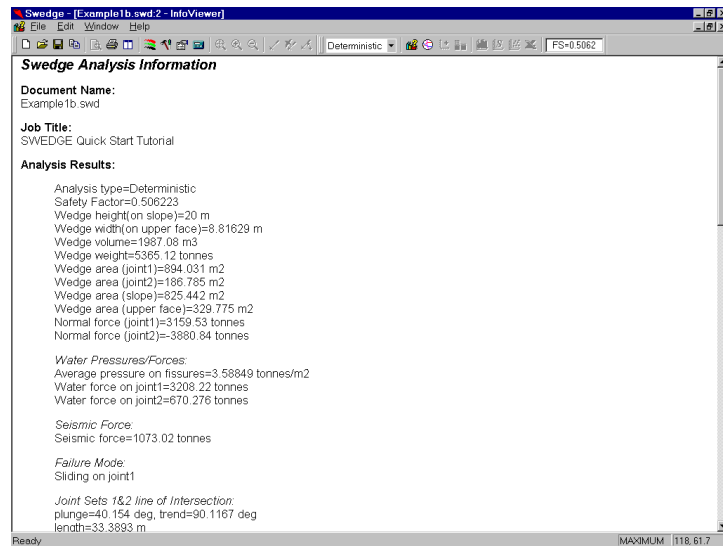 Swedge - [Example1b.swd:2 - InfoViewer]
File Edit Window Help
Deterministic FS=0.5062
Swedge Analysis Information
Document Name:
Example1b.swd
Job Title:
SWEDGE Quick Start Tutorial
Analysis Results:
Analysis type=Deterministic
Safety Factor=0.506223
Wedge height(on slope)=20 m
Wedge width(on upper face)=8.81629 m
Wedge volume=1987.08 m3
Wedge weight=5365.12 tonnes
Wedge area (joint1)=894.031 m2
Wedge area (joint2)=186.785 m2
Wedge area (slope)=825.442 m2
Wedge area (upper face)=329.775 m2
Normal force (joint1)=3159.53 tonnes
Normal force (joint2)=-3880.84 tonnes
Water Pressures/Forces:
Average pressure on fissures=3.58849 tonnes/m2
Water force on joint1=3208.22 tonnes
Water force on joint2=670.276 tonnes
Seismic Force:
Seismic force=1073.02 tonnes
Failure Mode:
Sliding on joint1
Joint Sets 1&2 line of Intersection:
plunge=40.154 deg, trend=90.1167 deg
length=33.3893 m
Ready MAXIMUM 118, 61.7